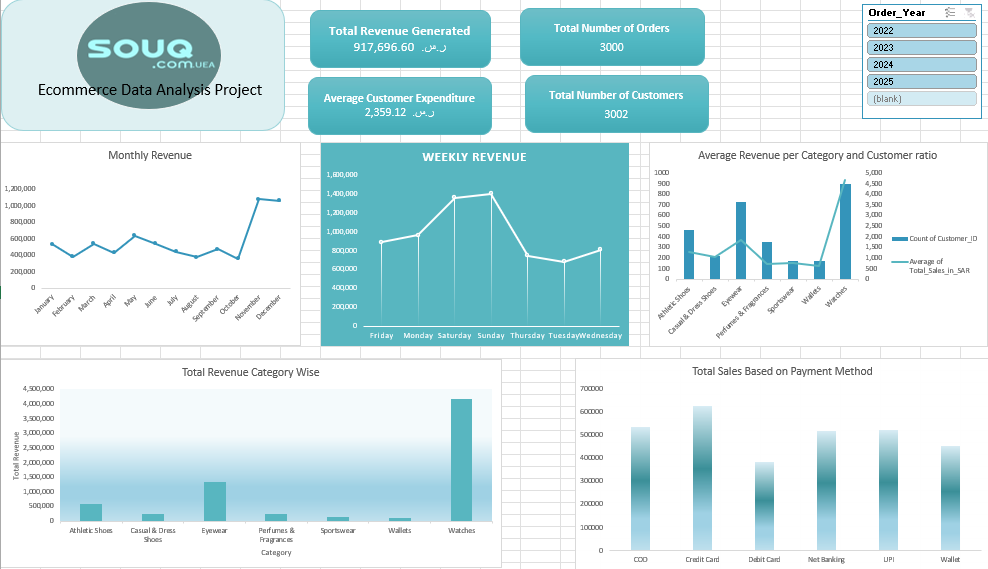 SOUQ
.com.UEA
Ecommerce Data Analysis Project
Total Revenue Generated
917,696.60 ر.س.
Average Customer Expenditure
2,359.12 ر.س.
Total Number of Orders
3000
Total Number of Customers
3002
Order_Year
2022
2023
2024
2025
(blank)
Monthly Revenue
1,200,000
1,000,000
800,000
600,000
400,000
200,000
0
January
February
March
April
May
June
July
August
September
October
November
December
WEEKLY REVENUE
1,600,000
1,400,000
1,200,000
1,000,000
800,000
600,000
400,000
200,000
0
Friday
Monday
Saturday
Sunday
Thursday
Tuesday
Wednesday
Average Revenue per Category and Customer ratio
1000
900
800
700
600
500
400
300
200
100
0
5,000
4,500
4,000
3,500
3,000
2,500
2,000
1,500
1,000
500
0
Athletic Shoes
Casual & Dress Shoes
Eyewear
Perfumes & Fragrances
Sportswear
Wallets
Watches
Count of Customer_ID
Average of
Total_Sales_in_SAR
Total Revenue Category Wise
Total Revenue
4,500,000
4,000,000
3,500,000
3,000,000
2,500,000
2,000,000
1,500,000
1,000,000
500,000
0
Athletic Shoes
Casual & Dress
Shoes
Eyewear
Perfumes &
Fragrances
Sportswear
Wallets
Watches
Category
Total Sales Based on Payment Method
700000
600000
500000
400000
300000
200000
100000
0
COD
Credit Card
Debit Card
Net Banking
UPI
Wallet